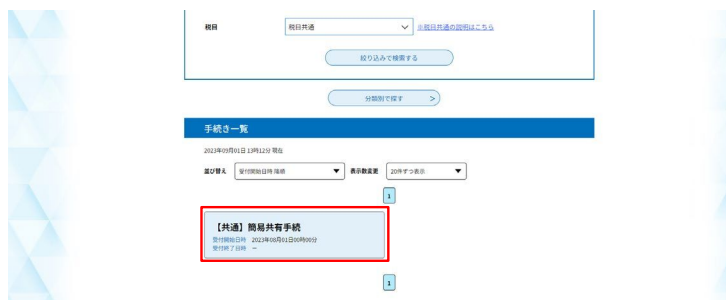 税目 税目共通 ※税目共通の説明はこちら
絞り込みで検索する
分類別で探す >
手続き一覧
2023年09月01日 13時12分 現在
並び替え 受付開始日時 降順 ▼ 表示数変更 20件ずつ表示 ▼
1
【共通】簡易共有手続
受付開始日時 2023年08月01日00時00分
受付終了日時 ー
1